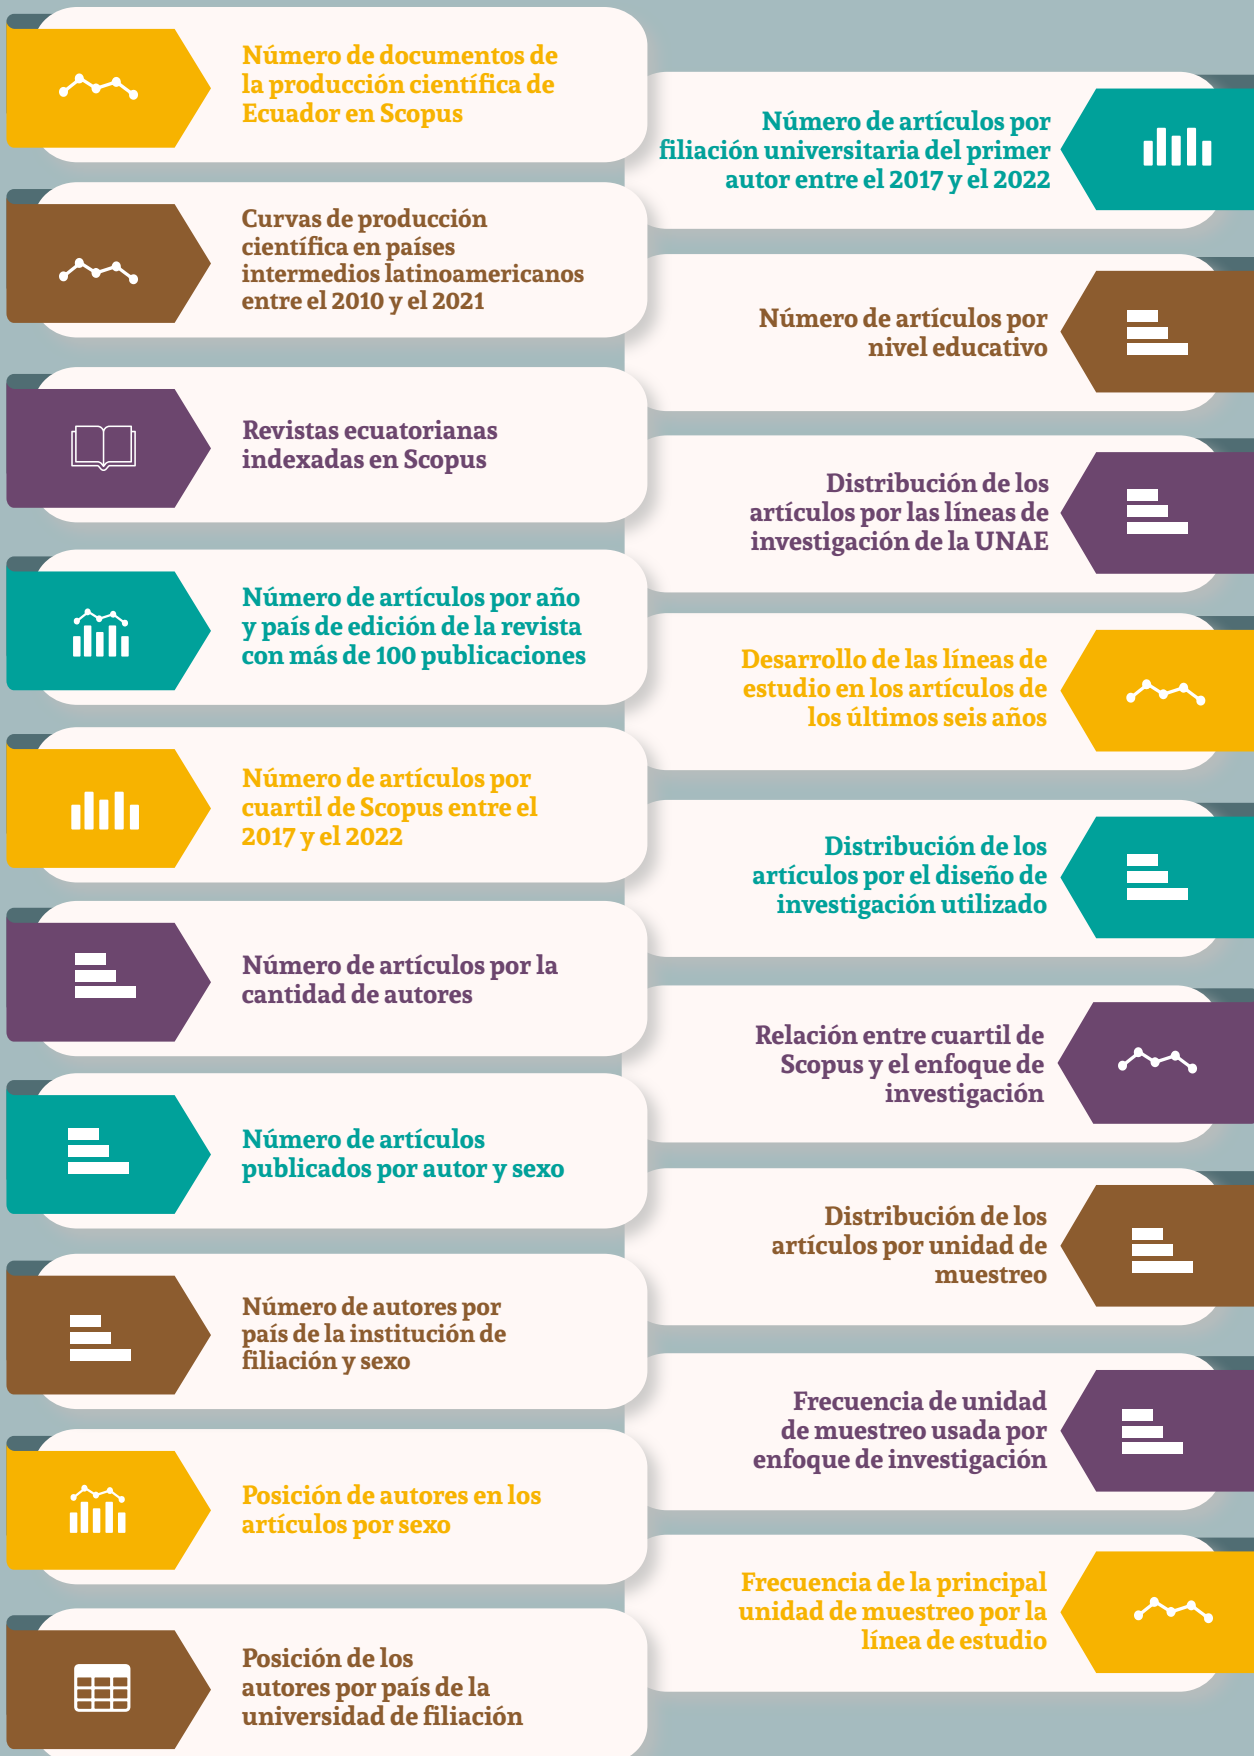 Número de documentos de
la producción científica de
Ecuador en Scopus
Curvas de producción
científica en países
intermedios latinoamericanos
entre el 2010 y el 2021
Revistas ecuatorianas
indexadas en Scopus
Número de artículos por año
y país de edición de la revista
con más de 100 publicaciones
Número de artículos por
cuartil de Scopus entre el
2017 y el 2022
Número de artículos por la
cantidad de autores
Número de artículos
publicados por autor y sexo
Número de autores por
país de la institución de
filiación y sexo
Posición de autores en los
artículos por sexo
Posición de los
autores por país de la
universidad de filiación
Número de artículos por
filiación universitaria del primer
autor entre el 2017 y el 2022
Número de artículos por
nivel educativo
Distribución de los
artículos por las líneas de
investigación de la UNAE
Desarrollo de las líneas de
estudio en los artículos de
los últimos seis años
Distribución de los
artículos por el diseño de
investigación utilizado
Relación entre cuartil de
Scopus y el enfoque de
investigación
Distribución de los
artículos por unidad de
muestreo
Frecuencia de unidad
de muestreo usada por
enfoque de investigación
Frecuencia de la principal
unidad de muestreo por la
línea de estudio